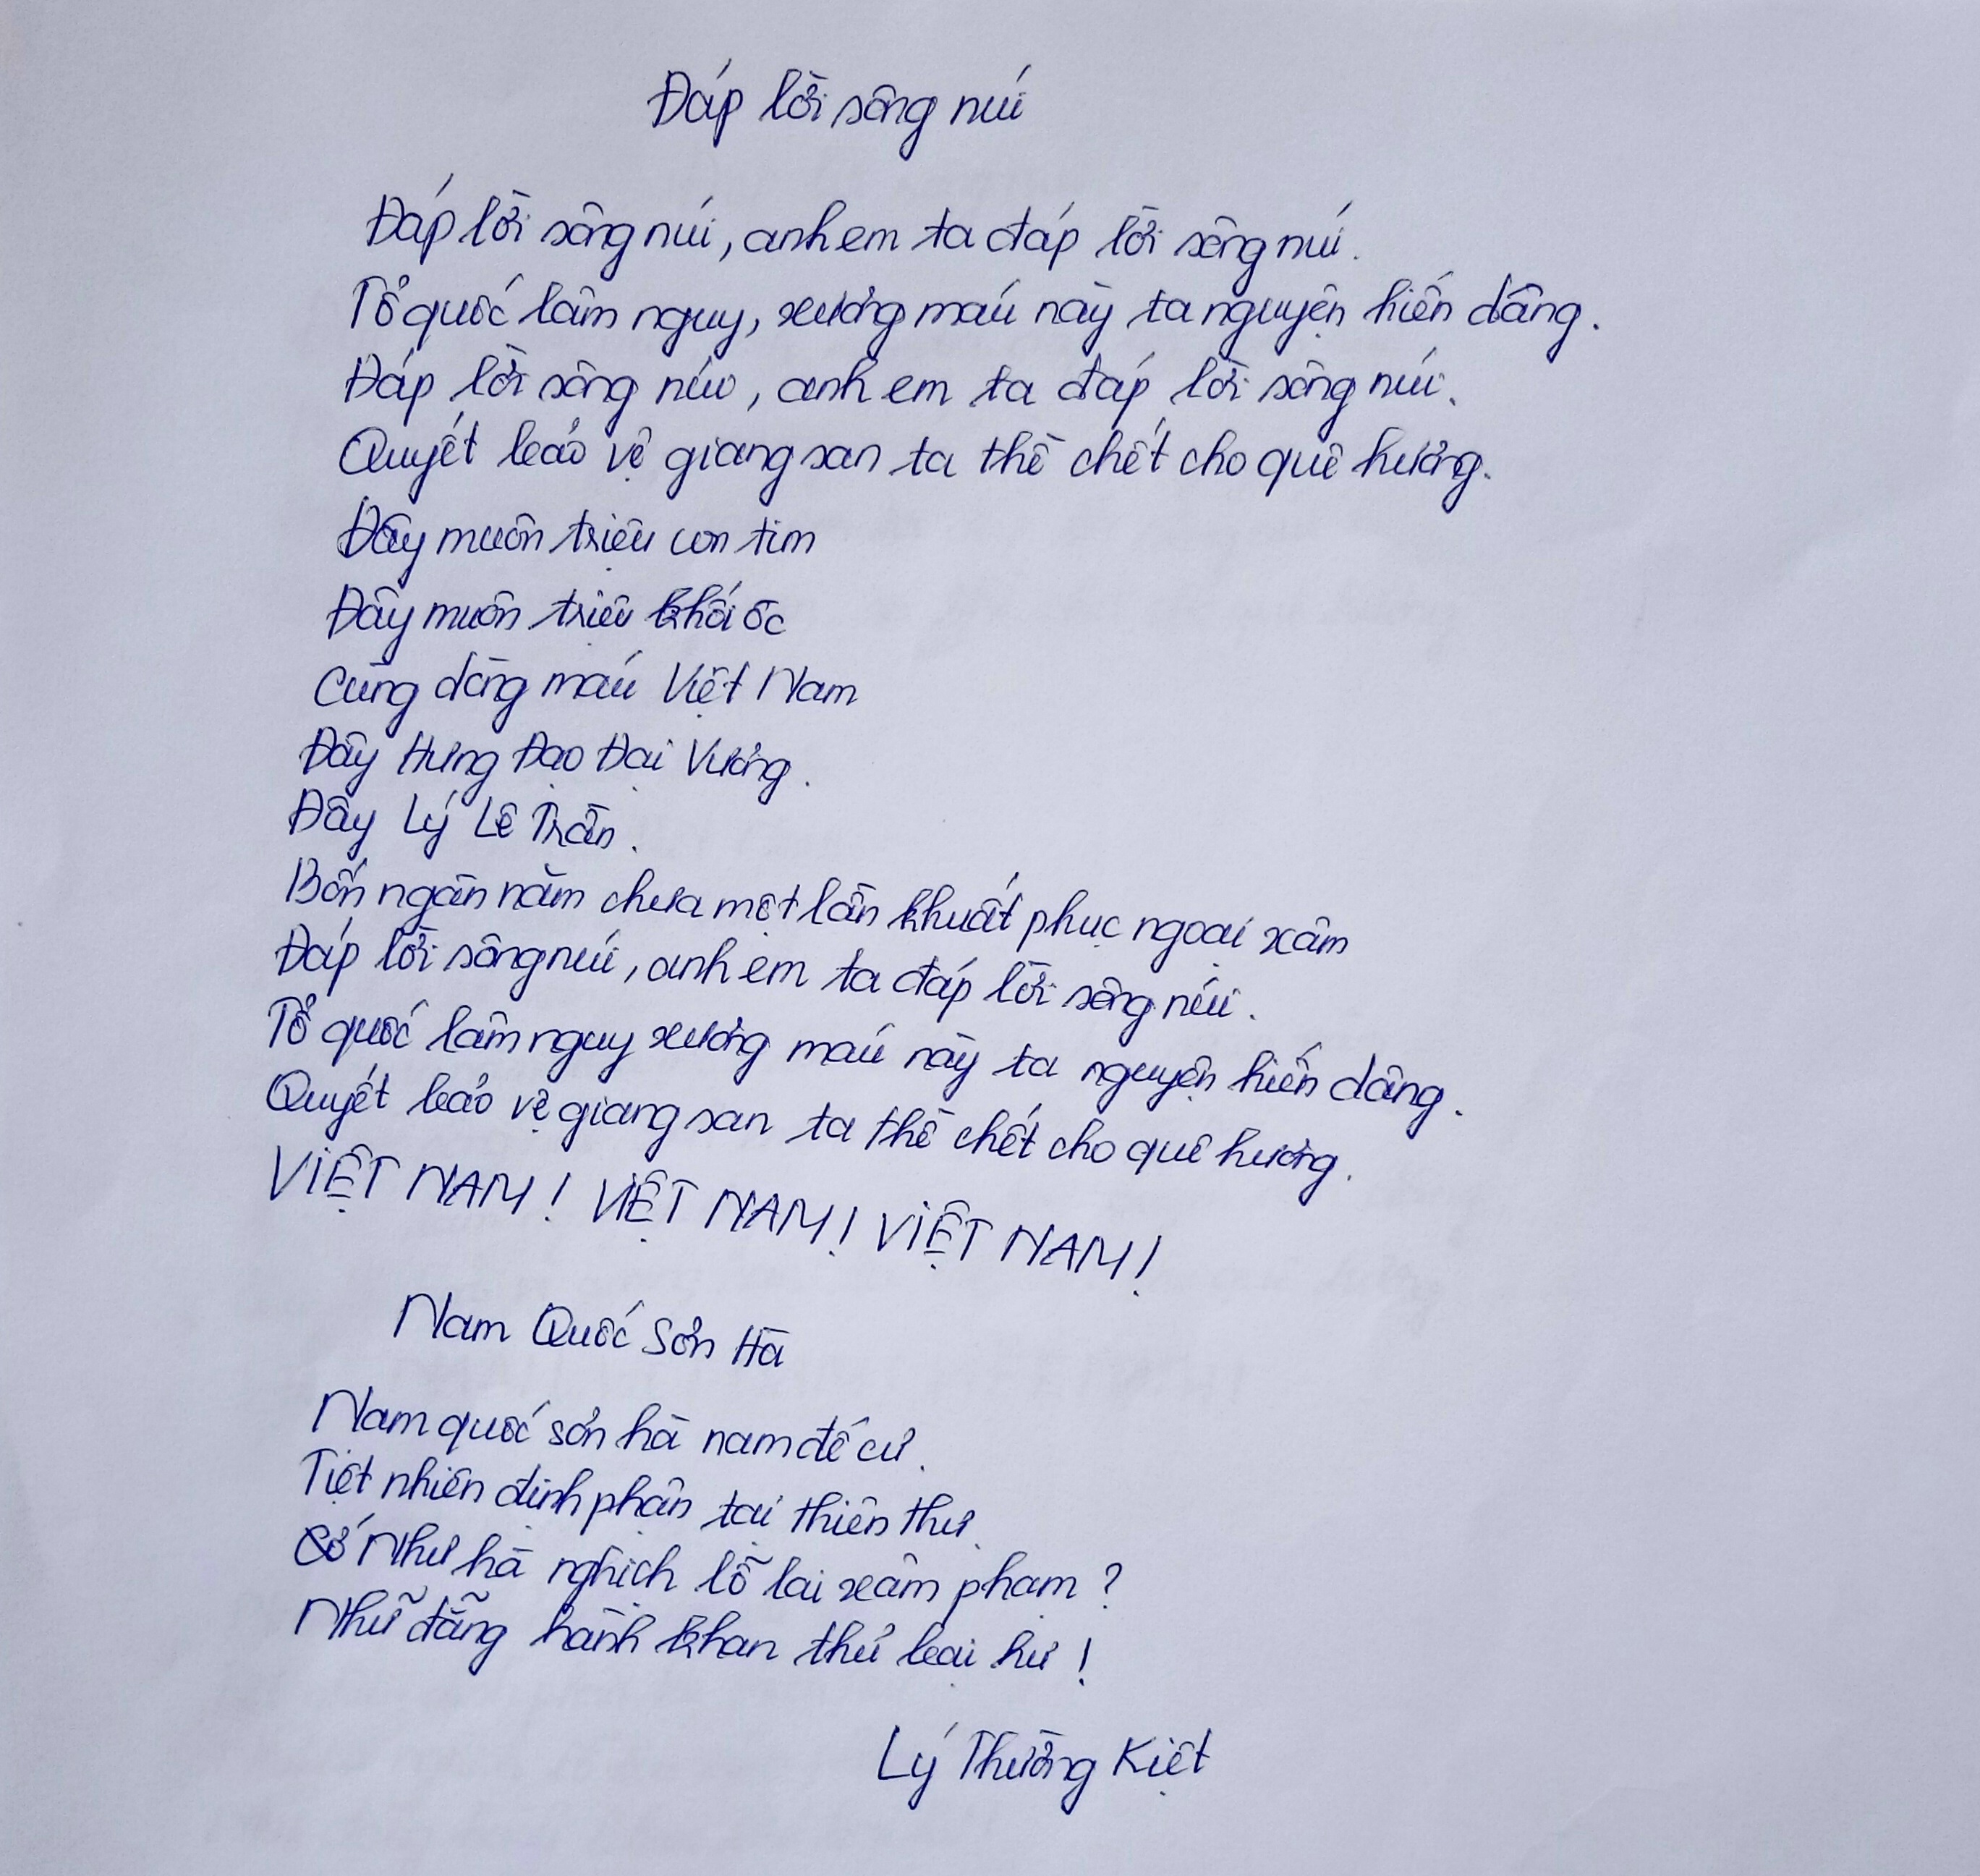 Đáp lời sông núi
Đáp lời sông núi, anh em ta đáp lời sông núi.
Tổ quốc lâm nguy, xương máu này ta nguyện hiến dâng.
Đáp lời sông núi, anh em ta đáp lời sông núi.
Quyết bảo vệ giang san ta thề chết cho quê hương.
Đây muôn triệu con tim
Đây muôn triệu khối óc
Cùng dòng máu Việt Nam
Đây Hưng Đạo Đại Vương.
Đây Lý Lê Trần.
Bốn ngàn năm chưa một lần khuất phục ngoại xâm
Đáp lời sông núi, anh em ta đáp lời sông núi.
Tổ quốc lâm nguy xương máu này ta nguyện hiến dâng.
Quyết bảo vệ giang san ta thề chết cho quê hương.
VIỆT NAM! VIỆT NAM! VIỆT NAM!
Nam Quốc Sơn Hà
Nam quốc sơn hà nam đế cư.
Tiệt nhiên định phận tại thiên thư.
Như hà nghịch lỗ lai xâm phạm?
Nhữ đẵng hành khan thủ bại hư!
Lý Thường Kiệt